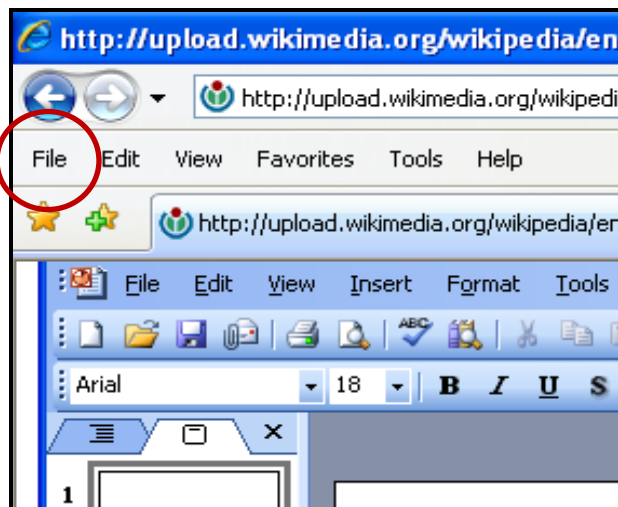 http://upload.wikimedia.org/wikipedia/en
http://upload.wikimedia.org/wikipedi
File Edit View Favorites Tools Help
http://upload.wikimedia.org/wikipedia/en
File Edit View Insert Format Tools
ABC
Arial 18 B I U S
1